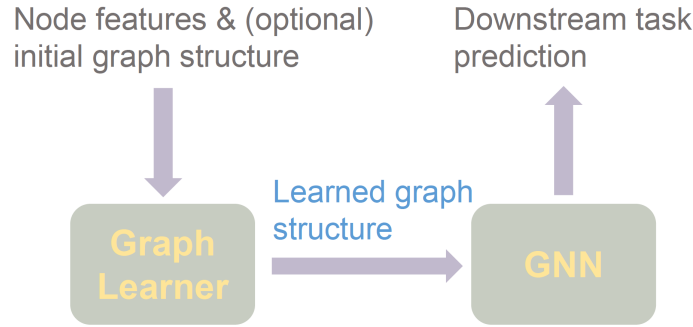 Node features & (optional)
initial graph structure
Downstream task
prediction
Learned graph
structure
Graph
Learner
GNN